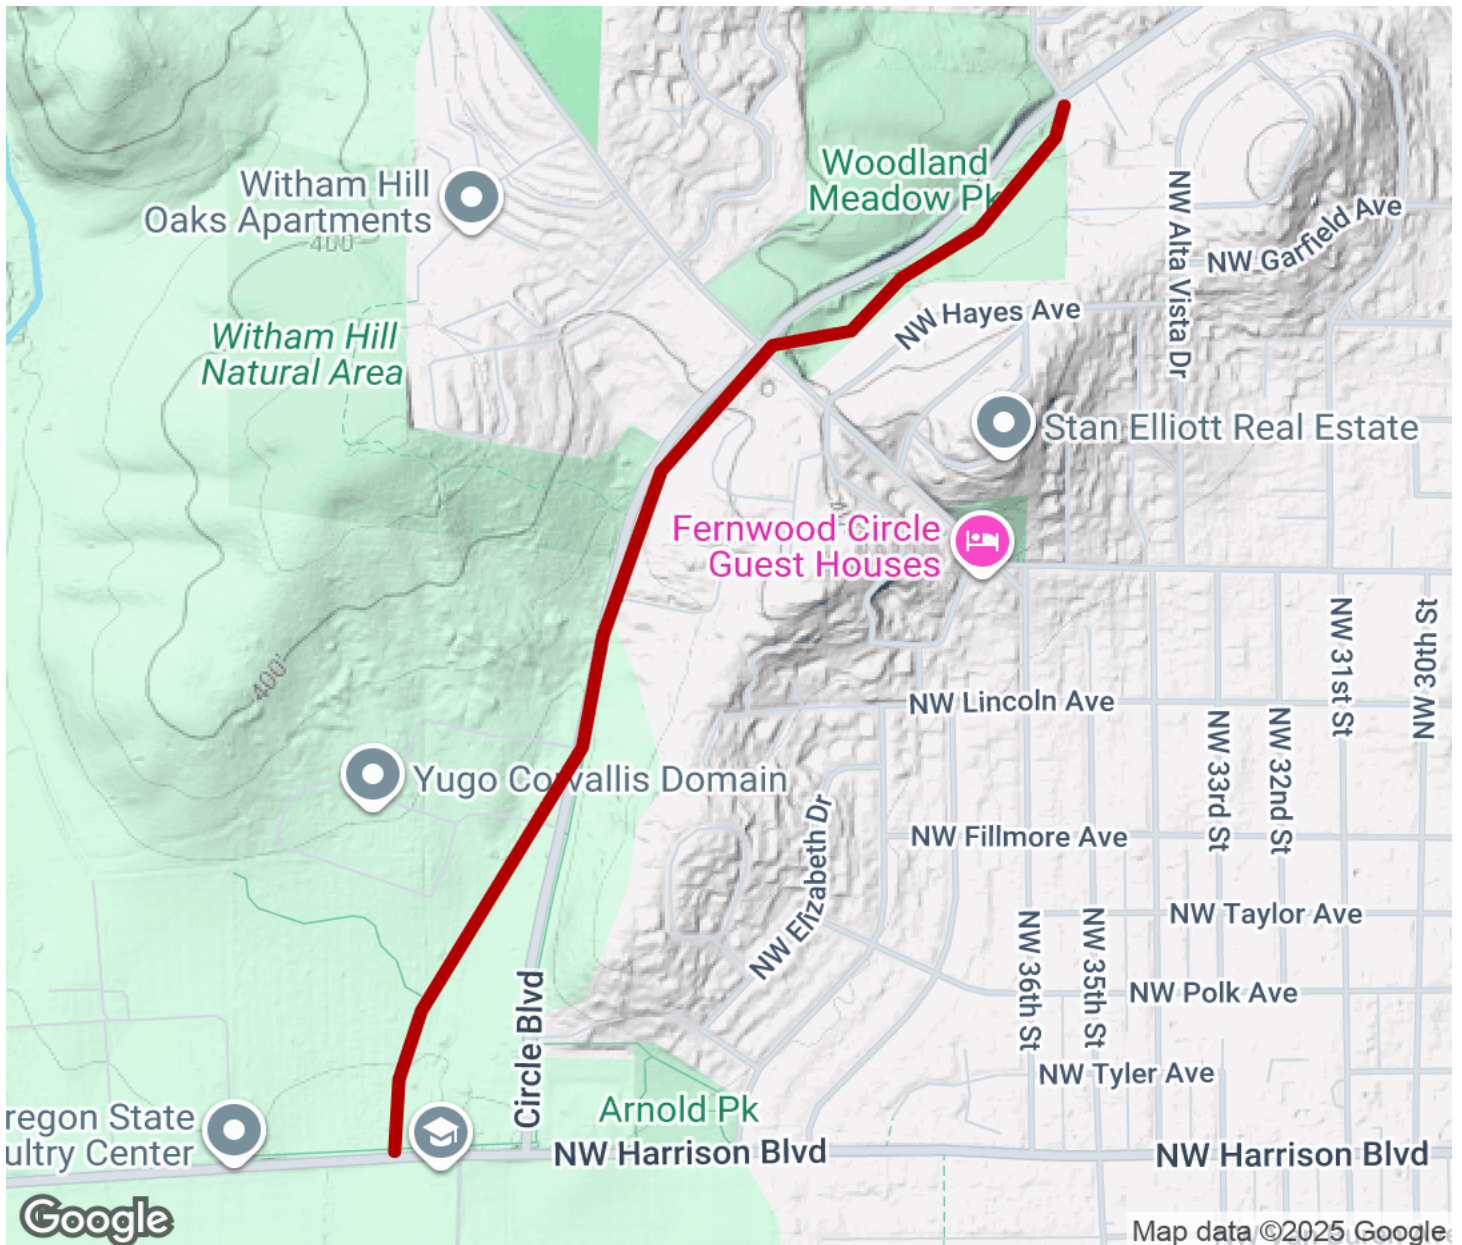 Woodland
Meadow Pk
Witham Hill
Oaks Apartments
400
NW Alta Vista Dr
NW Garfield Ave
NW Hayes Ave
Witham Hill
Natural Area
Stan Elliott Real Estate
Fernwood Circle
Guest Houses
NW 31st St
NW 30th St
400'
NW Lincoln Ave
NW 33rd St
NW 32nd St
Yugo Corvallis Domain
NW Elizabeth Dr
NW Fillmore Ave
NW Taylor Ave
NW 36th St
NW 35th St
Circle Blvd
NW Polk Ave
NW Tyler Ave
regon State
ultry Center
Arnold Pk
NW Harrison Blvd
NW Harrison Blvd
Google
Map data ©2025 Google